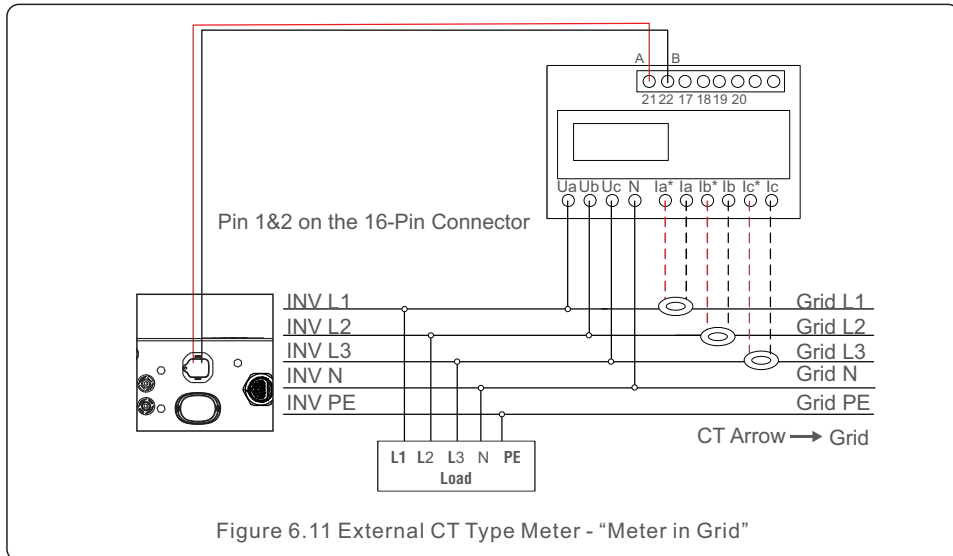 A B
21 22 17 18 19 20
Ua Ub Uc N Ia* Ia Ib* Ib Ic* Ic
Pin 1&2 on the 16-Pin Connector
INV L1 Grid L1
INV L2 Grid L2
INV L3 Grid L3
INV N Grid N
INV PE Grid PE
CT Arrow → Grid
L1 L2 L3 N PE
Load
Figure 6.11 External CT Type Meter - “Meter in Grid”